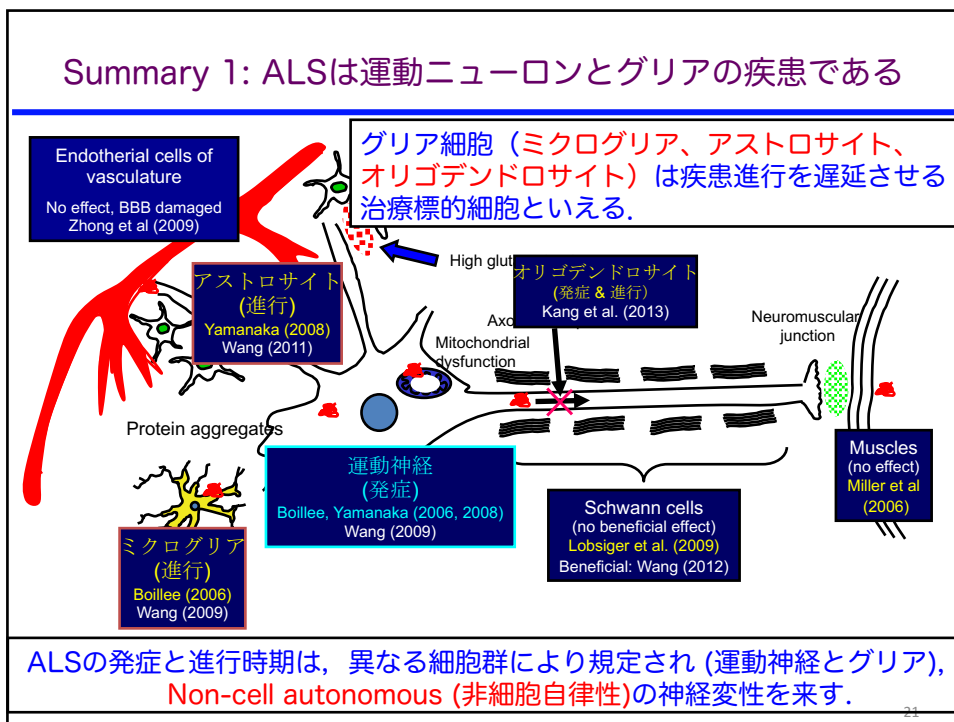 Summary 1: ALSは運動ニューロンとグリアの疾患である
Endotherial cells of
vasculature
No effect, BBB damaged
Zhong et al (2009)
グリア細胞（ミクログリア、アストロサイト、
オリゴデンドロサイト）は疾患進行を遅延させる
治療標的細胞といえる.
High glut
アストロサイト
(進行)
Yamanaka (2008)
Wang (2011)
オリゴデンドロサイト
(発症 & 進行)
Kang et al. (2013)
Mitochondrial
dysfunction
Neuromuscular
junction
Protein aggregates
運動神経
(発症)
Boillee, Yamanaka (2006, 2008)
Wang (2009)
Schwann cells
(no beneficial effect)
Lobsiger et al. (2009)
Beneficial: Wang (2012)
Muscles
(no effect)
Miller et al
(2006)
ミクログリア
(進行)
Boillee (2006)
Wang (2009)
ALSの発症と進行時期は，異なる細胞群により規定され (運動神経とグリア),
Non-cell autonomous (非細胞自律性)の神経変性を来す.
21